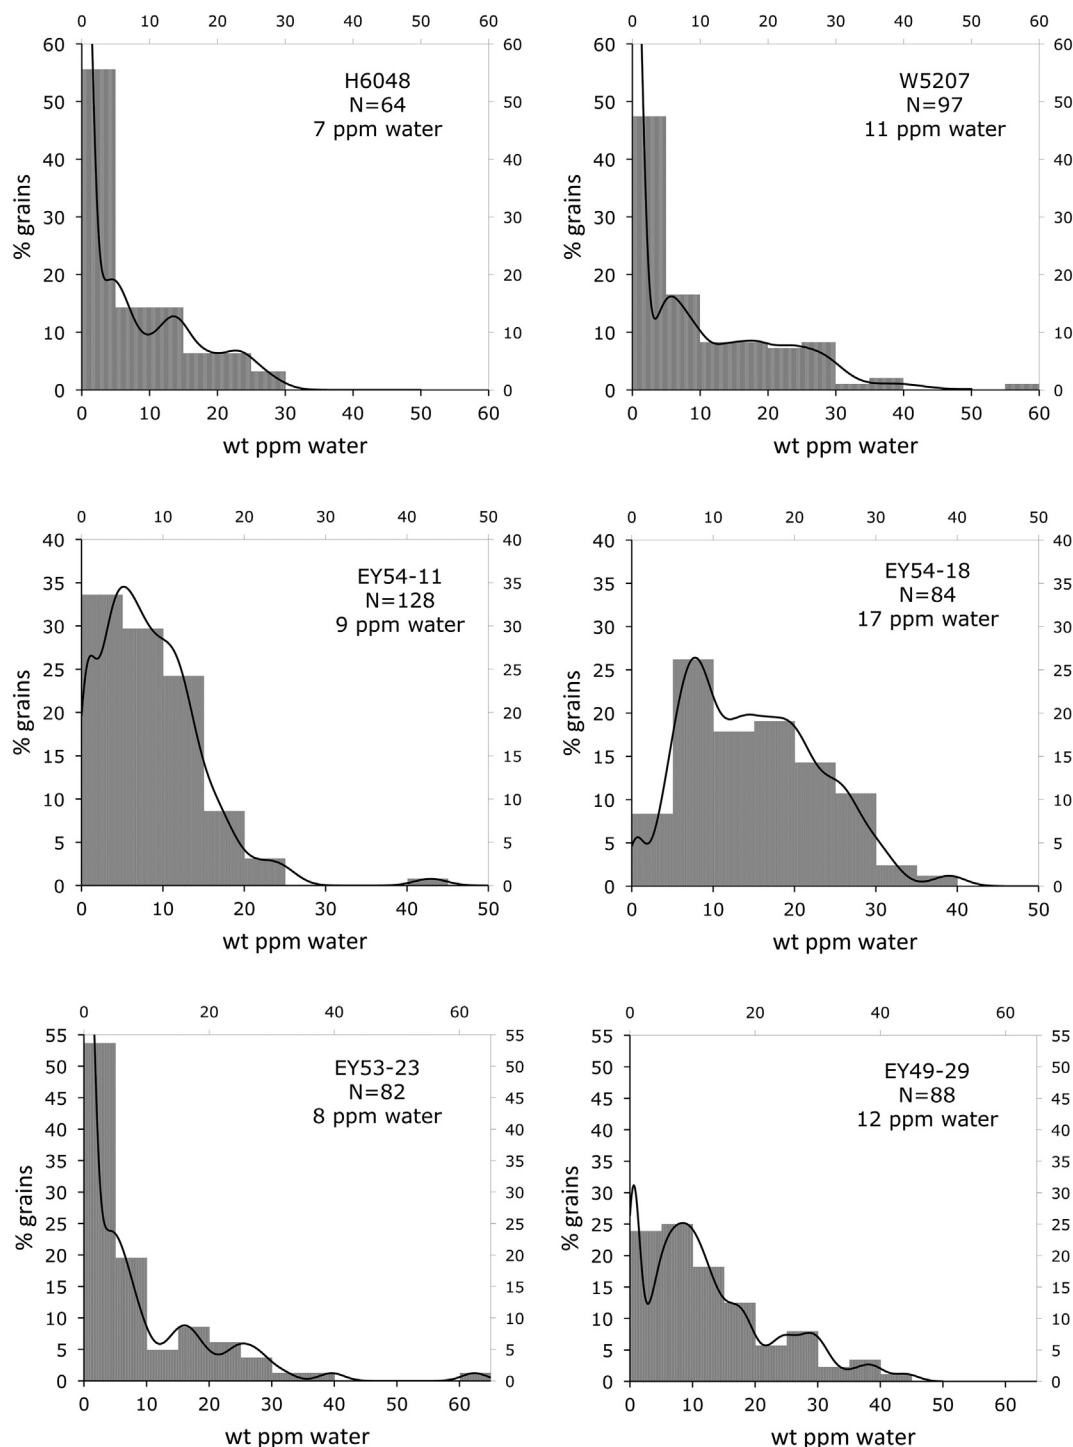 0 10 20 30 40 50 60
60 50 40 30 20 10 0
% grains
H6048
N=64
7 ppm water
60 50 40 30 20 10 0
0 10 20 30 40 50 60
wt ppm water
0 10 20 30 40 50 60
60 50 40 30 20 10 0
% grains
W5207
N=97
11 ppm water
60 50 40 30 20 10 0
0 10 20 30 40 50 60
wt ppm water
0 10 20 30 40 50
40 35 30 25 20 15 10 5 0
% grains
EY54-11
N=128
9 ppm water
40 35 30 25 20 15 10 5 0
0 10 20 30 40 50
wt ppm water
0 10 20 30 40 50
40 35 30 25 20 15 10 5 0
% grains
EY54-18
N=84
17 ppm water
40 35 30 25 20 15 10 5 0
0 10 20 30 40 50
wt ppm water
0 20 40 60
55 50 45 40 35 30 25 20 15 10 5 0
% grains
EY53-23
N=82
8 ppm water
55 50 45 40 35 30 25 20 15 10 5 0
0 10 20 30 40 50 60
wt ppm water
0 20 40 60
55 50 45 40 35 30 25 20 15 10 5 0
% grains
EY49-29
N=88
12 ppm water
55 50 45 40 35 30 25 20 15 10 5 0
0 10 20 30 40 50 60
wt ppm water